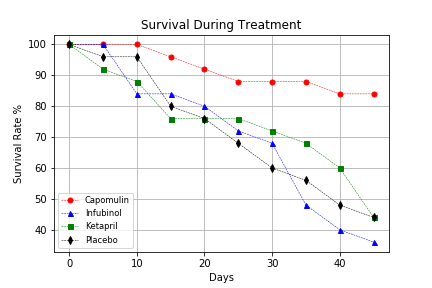 Survival During Treatment
Survival Rate %
100
90
80
70
60
50
40
Capomulin
Infubinol
Ketapril
Placebo
0 10 20 30 40
Days